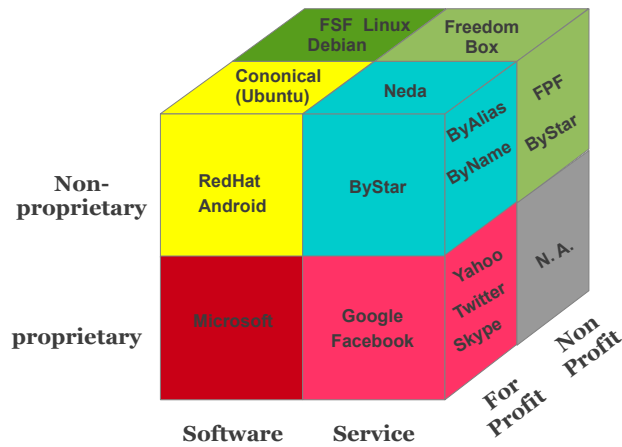 FSF Linux
Debian
Freedom
Box
Cononical
(Ubuntu)
Neda
ByAlias
ByName
FPF
ByStar
Non-
proprietary
RedHat
Android
ByStar
proprietary
Microsoft
Google
Facebook
Yahoo
Twitter
Skype
N. A.
Software
Service
For
Profit
Non
Profit